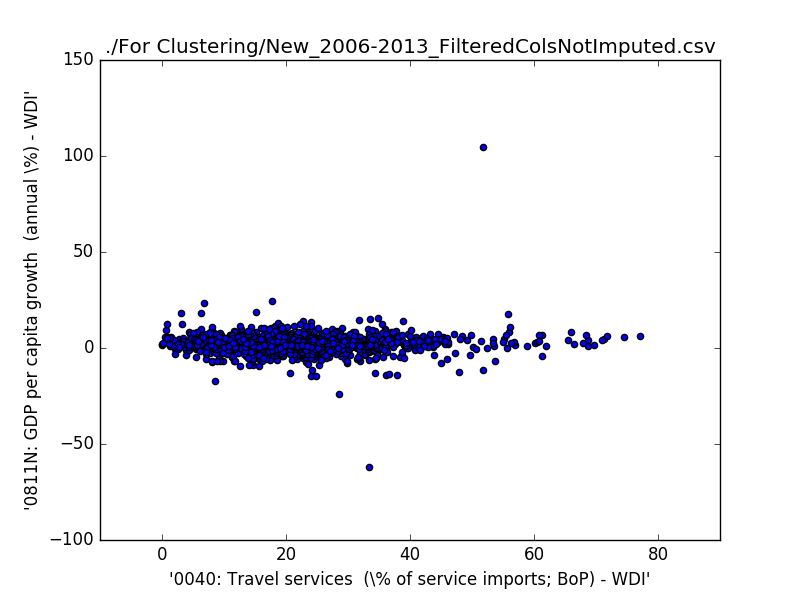 ./For Clustering/New_2006-2013_FilteredColsNotImputed.csv
150
100
50
0
−50
−100
0 20 40 60 80
'0811N: GDP per capita growth  (annual \%) - WDI'
'0040: Travel services  (\% of service imports; BoP) - WDI'